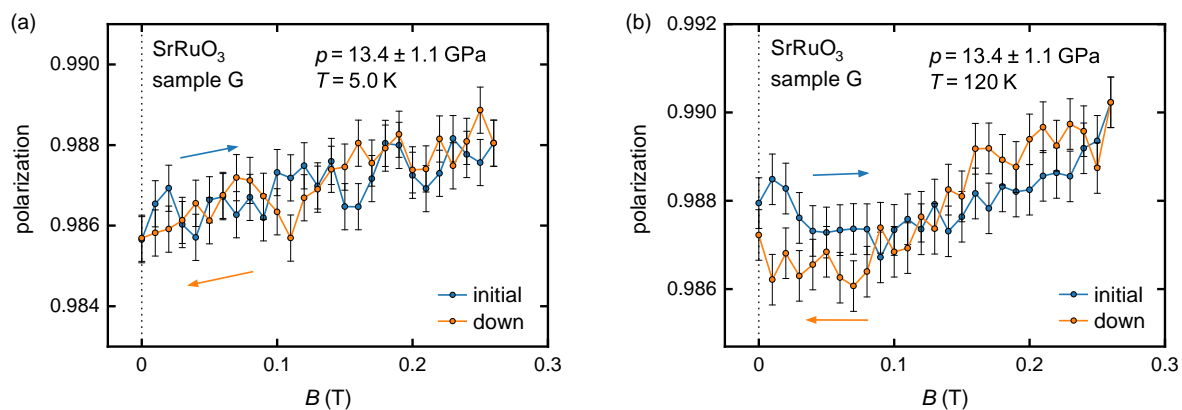 (a)
SrRuO₃
sample G
p = 13.4 ± 1.1 GPa
T = 5.0 K
polarization
0.990
0.988
0.986
0.984
initial
down
0
0.1
0.2
0.3
B (T)
(b)
SrRuO₃
sample G
p = 13.4 ± 1.1 GPa
T = 120 K
polarization
0.992
0.990
0.988
0.986
initial
down
0
0.1
0.2
0.3
B (T)